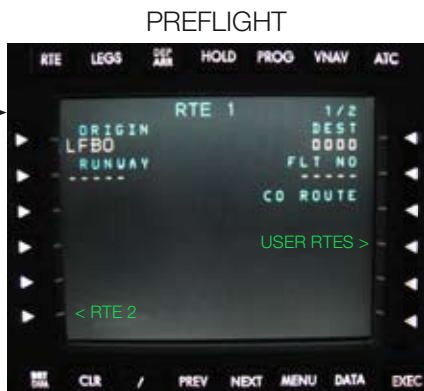 PREFLIGHT
RTE LEGS DEP ARR HOLD PROG VNAV ATC
RTE 1 1/2
ORIGIN DEST
LFBO 0000
RUNWAY FLT NO
----- -----
CO ROUTE
USER RTES >
< RTE 2
CLR / PREV NEXT MENU DATA EXEC